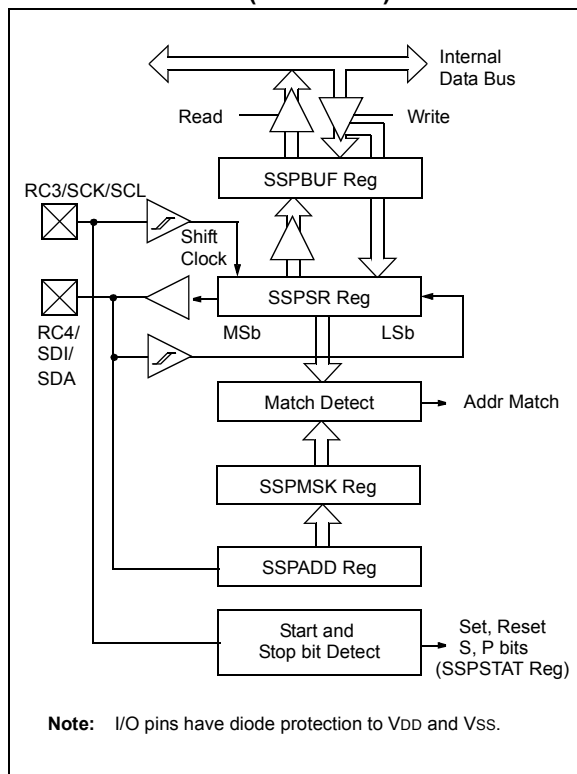 Internal
Data Bus
Read
Write
SSPBUF Reg
RC3/SCK/SCL
Shift
Clock
SSPSR Reg
MSb
LSb
RC4/
SDI/
SDA
Match Detect
Addr Match
SSPMSK Reg
SSPADD Reg
Start and
Stop bit Detect
Set, Reset
S, P bits
(SSPSTAT Reg)
Note: I/O pins have diode protection to VDD and VSS.